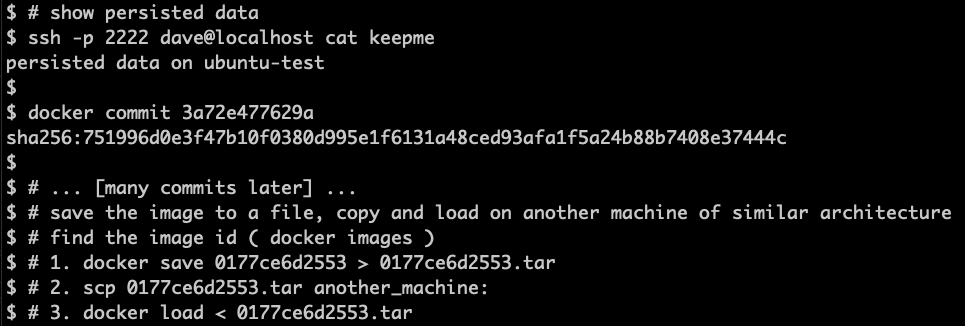 $ # show persisted data
$ ssh -p 2222 dave@localhost cat keepme
persisted data on ubuntu-test
$
$ docker commit 3a72e477629a
sha256:751996d0e3f47b10f0380d995e1f6131a48ced93afa1f5a24b88b7408e37444c
$
$ # ... [many commits later] ...
$ # save the image to a file, copy and load on another machine of similar architecture
$ # find the image id ( docker images )
$ # 1. docker save 0177ce6d2553 > 0177ce6d2553.tar
$ # 2. scp 0177ce6d2553.tar another_machine:
$ # 3. docker load < 0177ce6d2553.tar